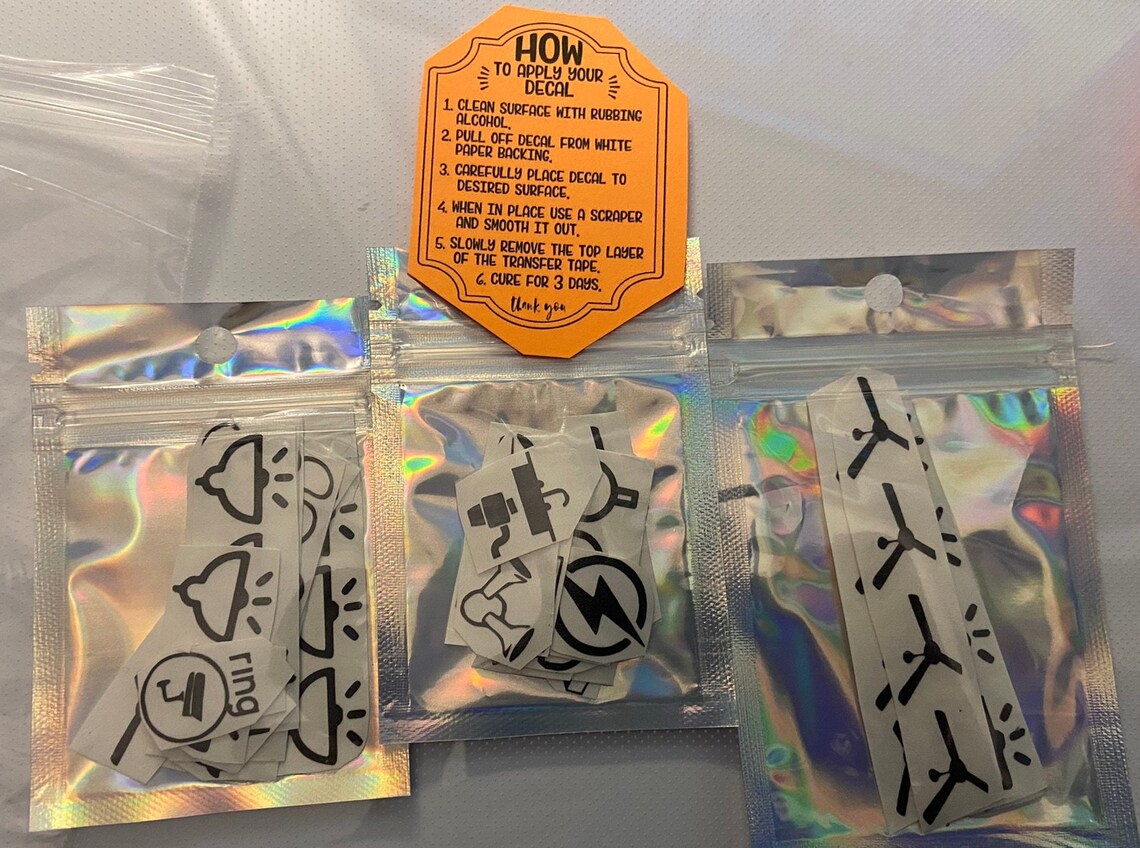 HOW
TO APPLY YOUR
DECAL
1. CLEAN SURFACE WITH RUBBING
ALCOHOL.
2. PULL OFF DECAL FROM WHITE
PAPER BACKING.
3. CAREFULLY PLACE DECAL TO
DESIRED SURFACE.
4. WHEN IN PLACE USE A SCRAPER
AND SMOOTH IT OUT.
5. SLOWLY REMOVE THE TOP LAYER
OF THE TRANSFER TAPE.
6. CURE FOR 3 DAYS.
thank you
ring